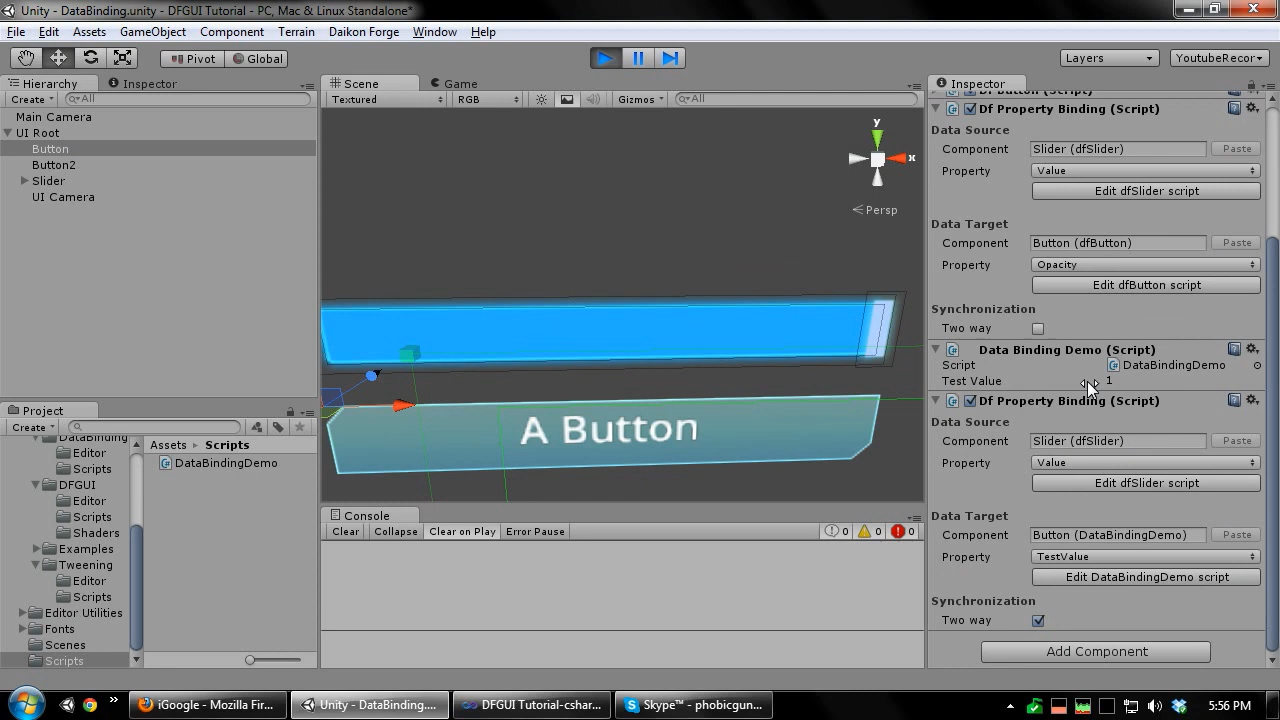 Unity - DataBinding.unity - DFGUI Tutorial - PC, Mac & Linux Standalone*
File Edit Assets GameObject Component Terrain Daikon Forge Window Help
Pivot Global Layers YoutubeRecor
Hierarchy Inspector
Create All
Main Camera
UI Root
Button
Button2
Slider
UI Camera
Scene Game
Textured RGB Gizmos All
y
x
Persp
A Button
Project
Create
DataBinding
Editor
Scripts
DFGUI
Editor
Scripts
Shaders
Examples
Tweening
Editor
Scripts
Editor Utilities
Fonts
Scenes
Scripts
Assets Scripts
DataBindingDemo
Console
Clear Collapse Clear on Play Error Pause 0 0 0
Inspector
Df Button (Script)
Df Property Binding (Script)
Data Source
Component Slider (dfSlider) Paste
Property Value
Edit dfSlider script
Data Target
Component Button (dfButton) Paste
Property Opacity
Edit dfButton script
Synchronization
Two way
Data Binding Demo (Script)
Script DataBindingDemo
Test Value 1
Df Property Binding (Script)
Data Source
Component Slider (dfSlider) Paste
Property Value
Edit dfSlider script
Data Target
Component Button (DataBindingDemo) Paste
Property TestValue
Edit DataBindingDemo script
Synchronization
Two way
Add Component
iGoogle - Mozilla Fir... Unity - DataBinding.... DFGUI Tutorial-cshar... Skype™ - phobicgun... 5:56 PM